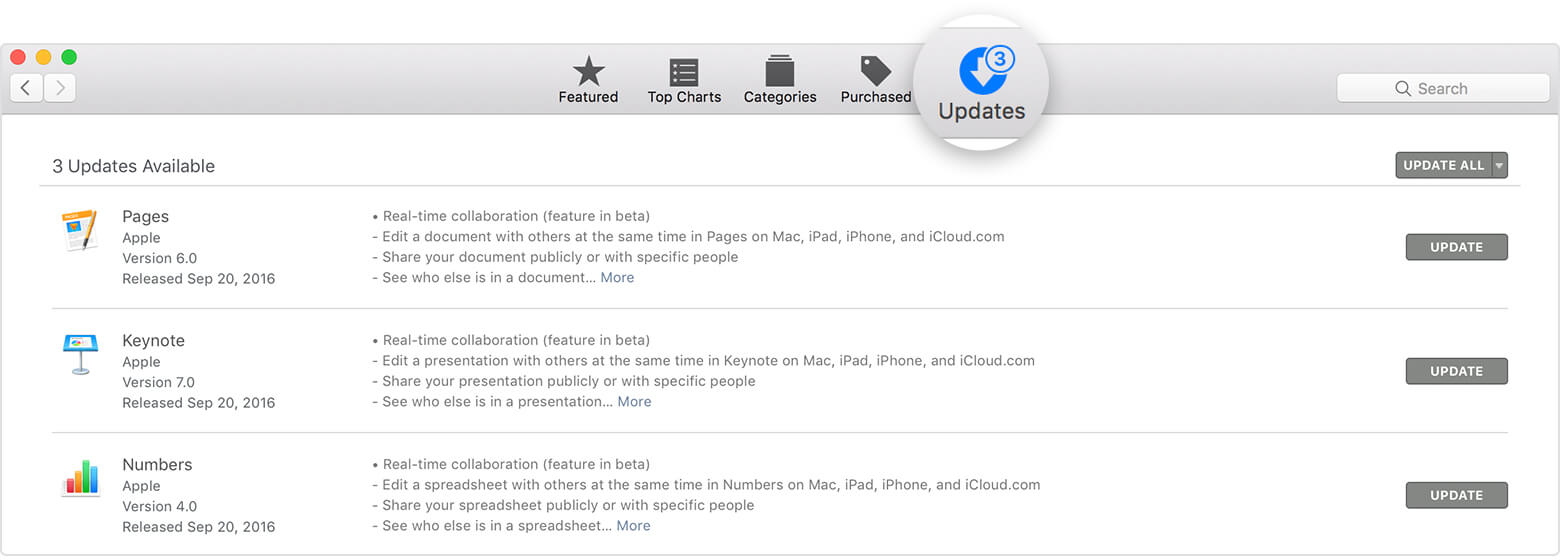 Featured
Top Charts
Categories
Purchased
3
Updates
Search
3 Updates Available
UPDATE ALL
Pages
Apple
Version 6.0
Released Sep 20, 2016
• Real-time collaboration (feature in beta)
- Edit a document with others at the same time in Pages on Mac, iPad, iPhone, and iCloud.com
- Share your document publicly or with specific people
- See who else is in a document... More
UPDATE
Keynote
Apple
Version 7.0
Released Sep 20, 2016
• Real-time collaboration (feature in beta)
- Edit a presentation with others at the same time in Keynote on Mac, iPad, iPhone, and iCloud.com
- Share your presentation publicly or with specific people
- See who else is in a presentation... More
UPDATE
Numbers
Apple
Version 4.0
Released Sep 20, 2016
• Real-time collaboration (feature in beta)
- Edit a spreadsheet with others at the same time in Numbers on Mac, iPad, iPhone, and iCloud.com
- Share your spreadsheet publicly or with specific people
- See who else is in a spreadsheet... More
UPDATE